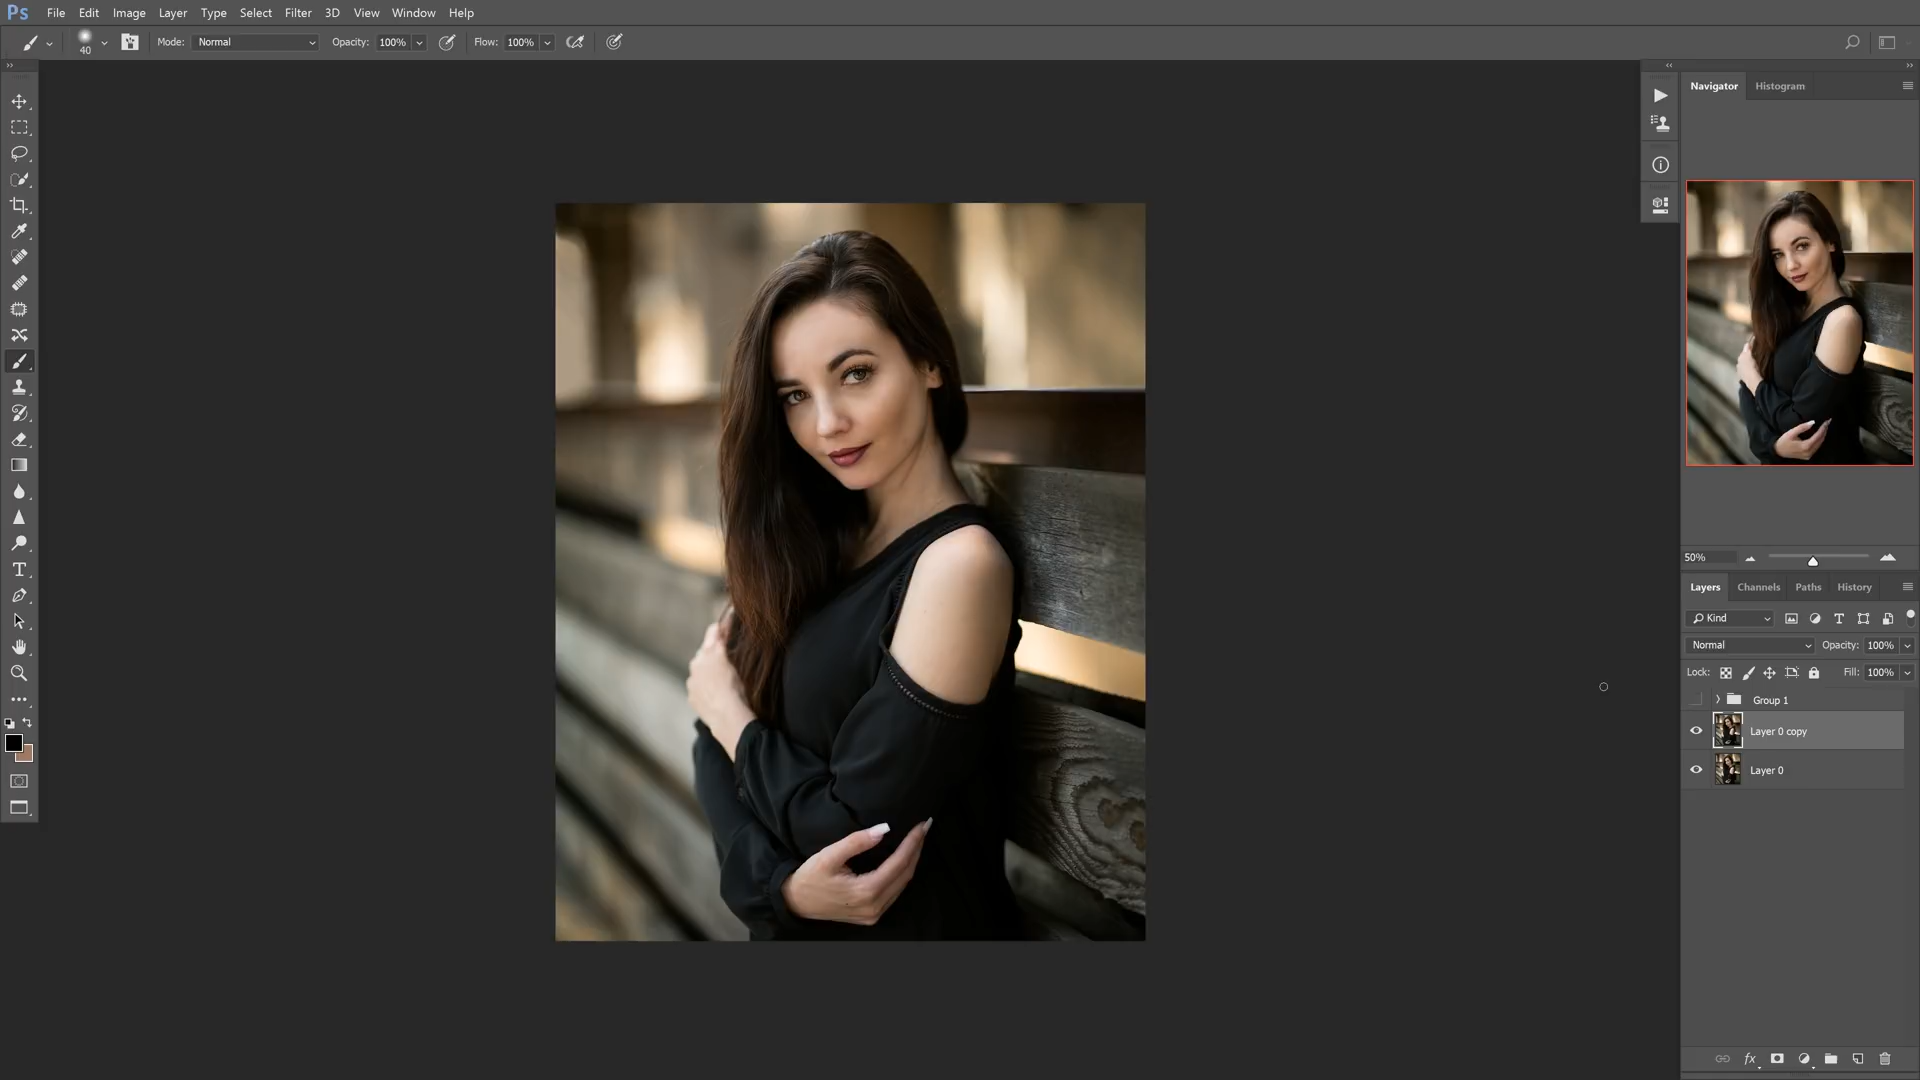 Ps File Edit Image Layer Type Select Filter 3D View Window Help
40 Mode: Normal Opacity: 100% Flow: 100%
Navigator Histogram
50%
Layers Channels Paths History
Kind
Normal Opacity: 100%
Lock: Fill: 100%
Group 1
Layer 0 copy
Layer 0
fx